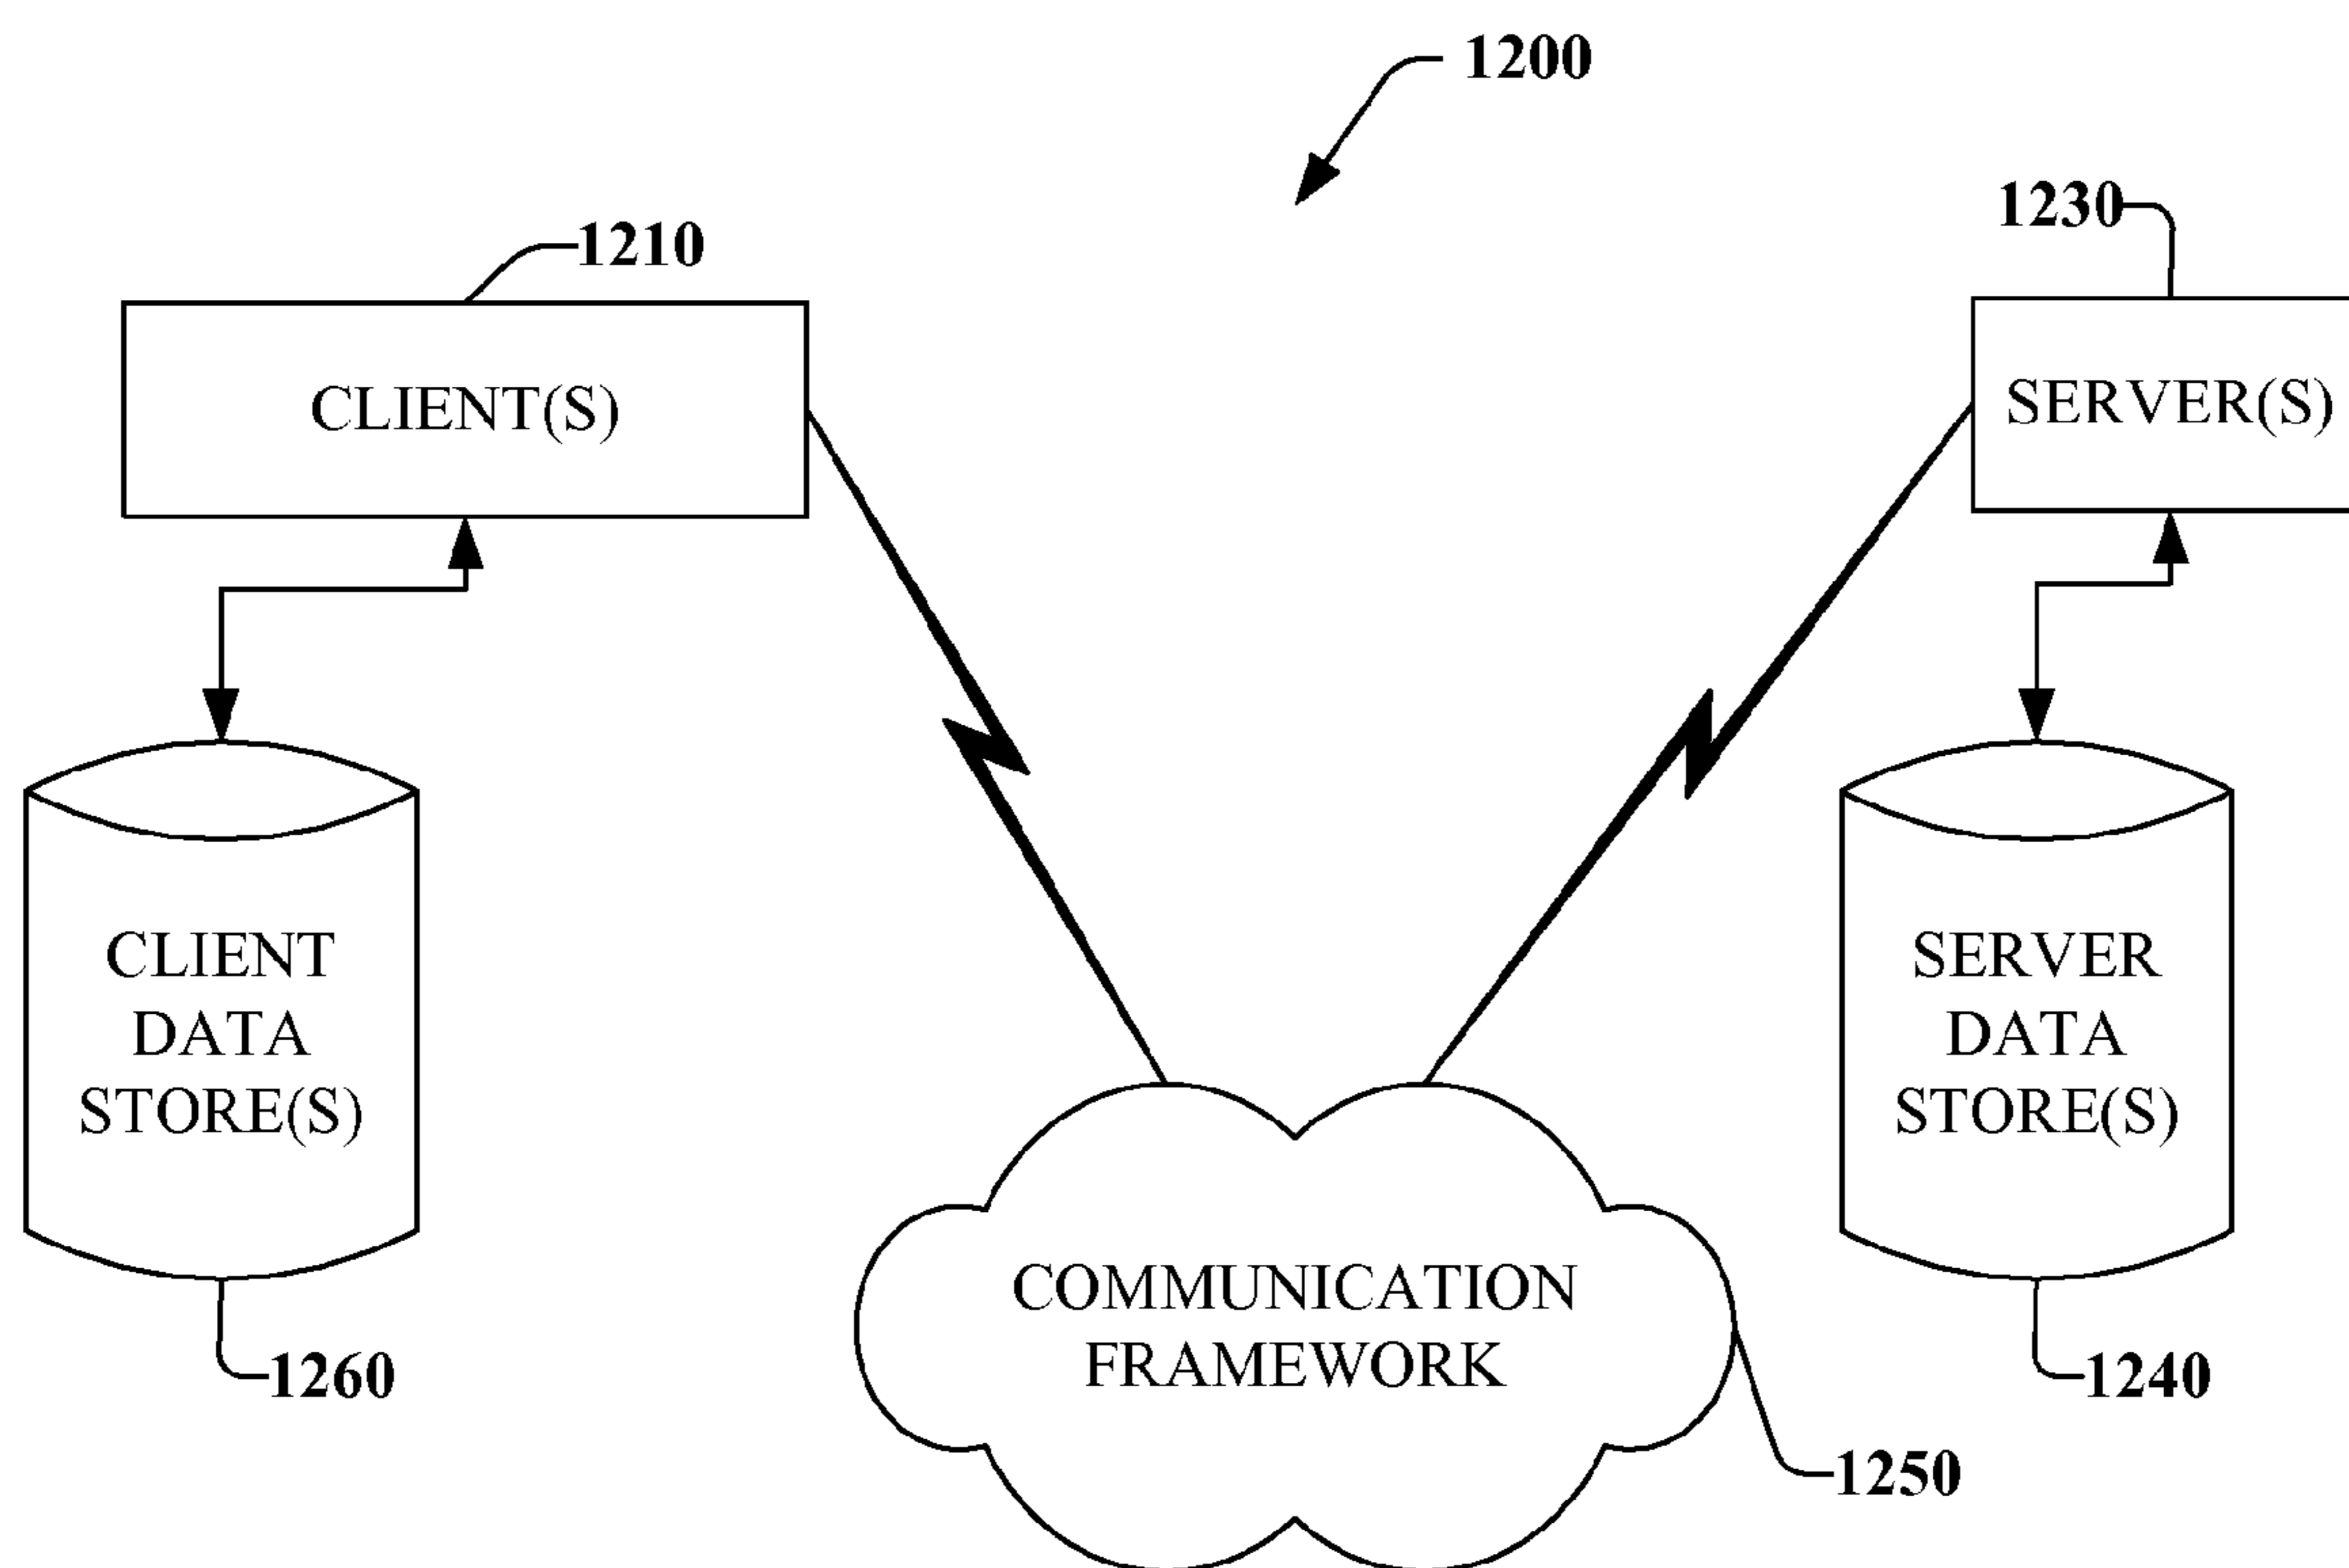 1200
1210
1230
CLIENT(S)
SERVER(S)
CLIENT
DATA
STORE(S)
SERVER
DATA
STORE(S)
COMMUNICATION
FRAMEWORK
1260
1240
1250